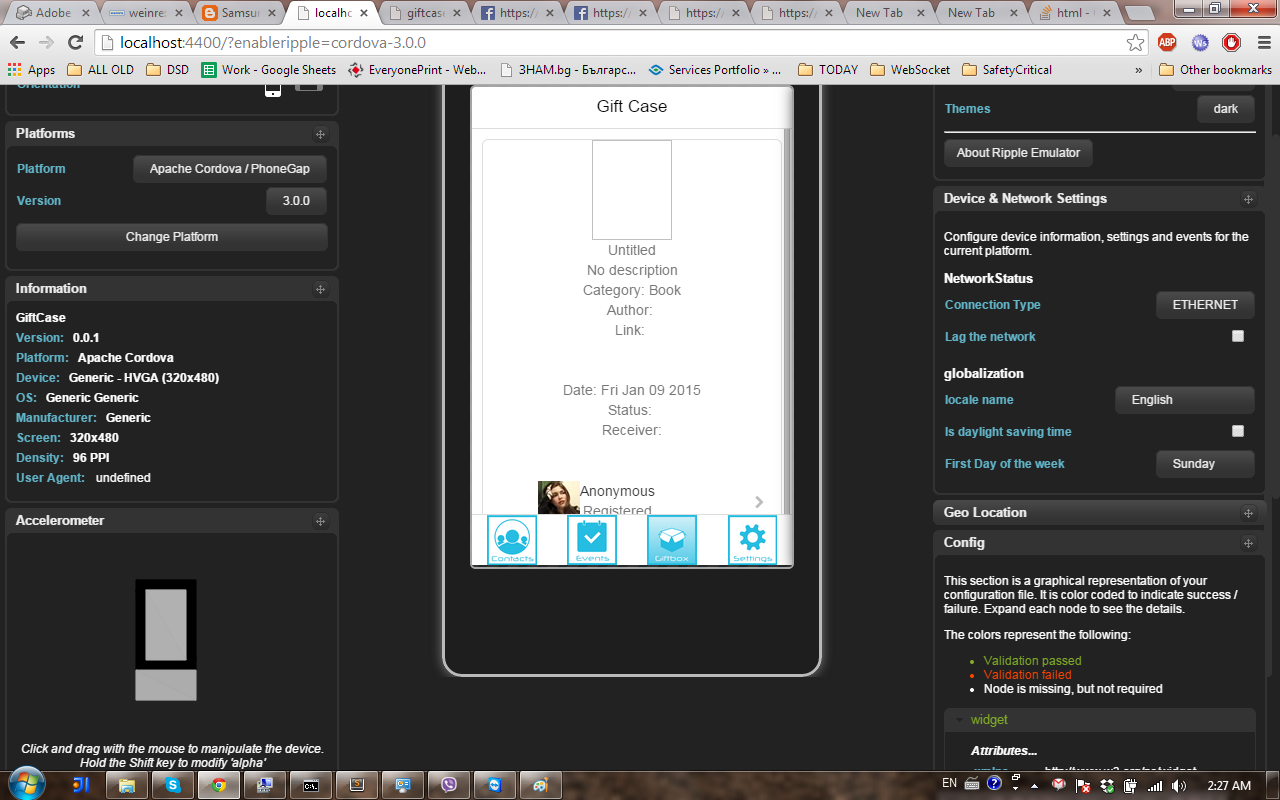 Adobe
weinre
Samsu
localho
giftcase
https:/
https:/
https:/
https:/
New Tab
New Tab
html -
localhost:4400/?enableripple=cordova-3.0.0
ABP
Apps
ALL OLD
DSD
Work - Google Sheets
EveryonePrint - Web...
ЗНАМ.bg - Българс...
Services Portfolio » ...
TODAY
WebSocket
SafetyCritical
»
Other bookmarks
Orientation
Platforms
Platform
Apache Cordova / PhoneGap
Version
3.0.0
Change Platform
Information
GiftCase
Version: 0.0.1
Platform: Apache Cordova
Device: Generic - HVGA (320x480)
OS: Generic Generic
Manufacturer: Generic
Screen: 320x480
Density: 96 PPI
User Agent: undefined
Accelerometer
Click and drag with the mouse to manipulate the device.
Hold the Shift key to modify 'alpha'
Gift Case
Untitled
No description
Category: Book
Author:
Link:
Date: Fri Jan 09 2015
Status:
Receiver:
Anonymous
Registered
Contacts
Events
Giftbox
Settings
Themes
dark
About Ripple Emulator
Device & Network Settings
Configure device information, settings and events for the
current platform.
NetworkStatus
Connection Type
ETHERNET
Lag the network
globalization
locale name
English
Is daylight saving time
First Day of the week
Sunday
Geo Location
Config
This section is a graphical representation of your
configuration file. It is color coded to indicate success /
failure. Expand each node to see the details.
The colors represent the following:
Validation passed
Validation failed
Node is missing, but not required
widget
Attributes...
EN
2:27 AM